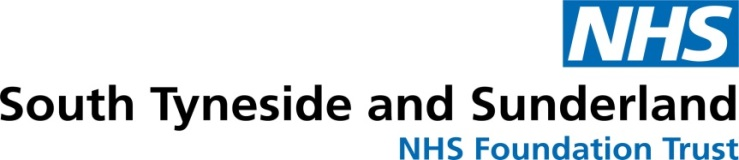 NHS
South Tyneside and Sunderland
NHS Foundation Trust